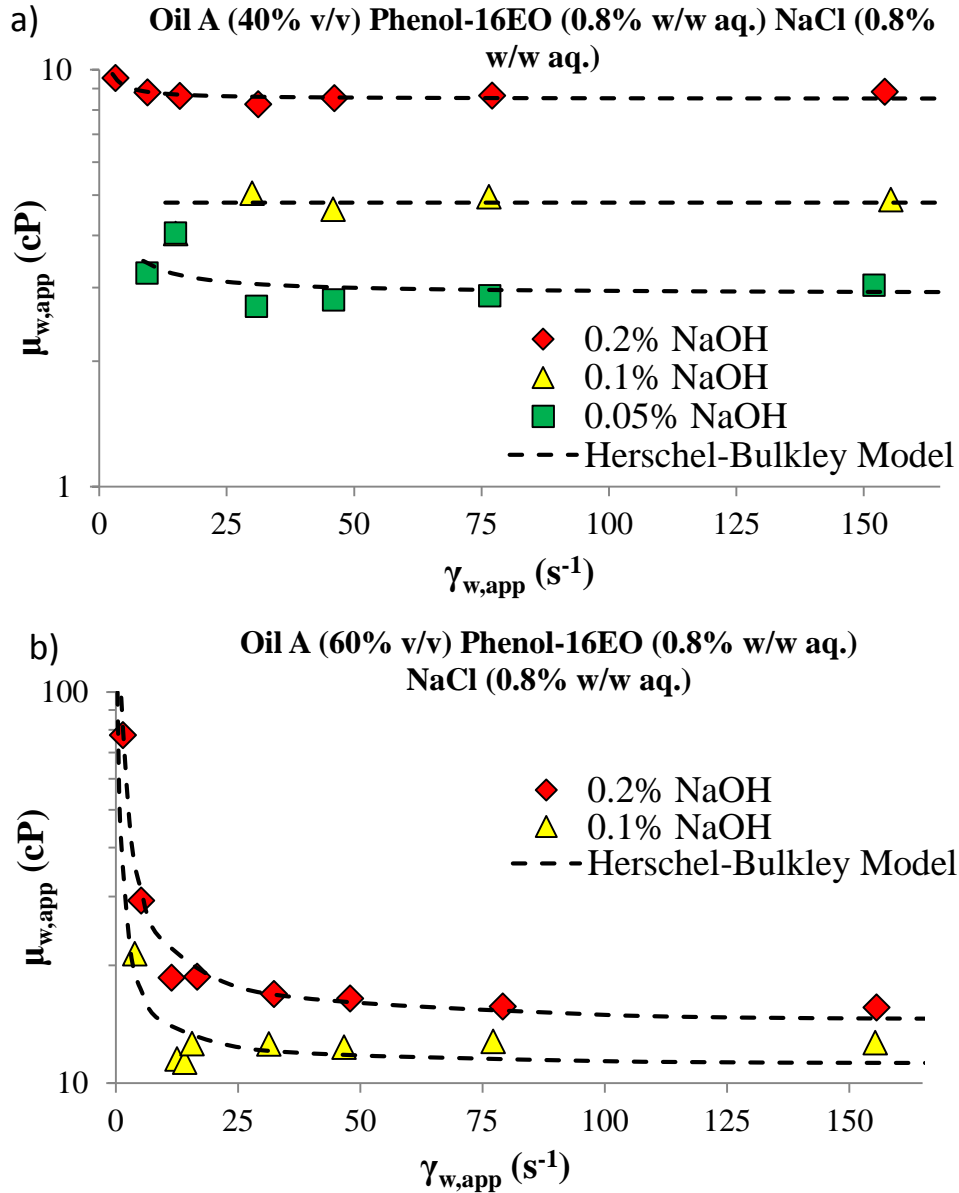 a)
Oil A (40% v/v) Phenol-16EO (0.8% w/w aq.) NaCl (0.8%
w/w aq.)
10
1
μw,app (cP)
0.2% NaOH
0.1% NaOH
0.05% NaOH
Herschel-Bulkley Model
0 25 50 75 100 125 150
γw,app (s-1)
b)
Oil A (60% v/v) Phenol-16EO (0.8% w/w aq.)
NaCl (0.8% w/w aq.)
100
10
μw,app (cP)
0.2% NaOH
0.1% NaOH
Herschel-Bulkley Model
0 25 50 75 100 125 150
γw,app (s-1)